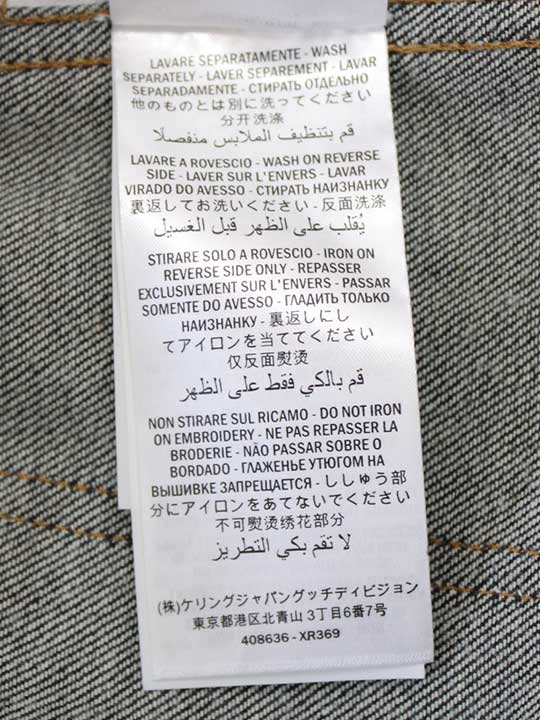 LAVARE SEPARATAMENTE - WASH
SEPARATELY - LAVER SEPAREMENT - LAVAR
SEPARADAMENTE - СТИРАТЬ ОТДЕЛЬНО
他のものとは別に洗ってください
分开洗涤
قم بتنظيف الملابس منفصلًا
LAVARE A ROVESCIO - WASH ON REVERSE
SIDE - LAVER SUR L'ENVERS - LAVAR
VIRADO DO AVESSO - СТИРАТЬ НАИЗНАНКУ
裏返してお洗いください - 反面洗涤
يُقلب على الظهر قبل الغسيل
STIRARE SOLO A ROVESCIO - IRON ON
REVERSE SIDE ONLY - REPASSER
EXCLUSIVEMENT SUR L'ENVERS - PASSAR
SOMENTE DO AVESSO - ГЛАДИТЬ ТОЛЬКО
НАИЗНАНКУ - 裏返しにし
てアイロンを当ててください
仅反面熨烫
قم بالكي فقط على الظهر
NON STIRARE SUL RICAMO - DO NOT IRON
ON EMBROIDERY - NE PAS REPASSER LA
BRODERIE - NÃO PASSAR SOBRE O
BORDADO - ГЛАЖЕНЬЕ УТЮГОМ НА
ВЫШИВКЕ ЗАПРЕЩАЕТСЯ - ししゅう部
分にアイロンをあてないでください
不可熨烫绣花部分
لا تقم بكي التطريز
(株)ケリングジャパングッチディビジョン
東京都港区北青山 3丁目6番7号
408636 - XR369